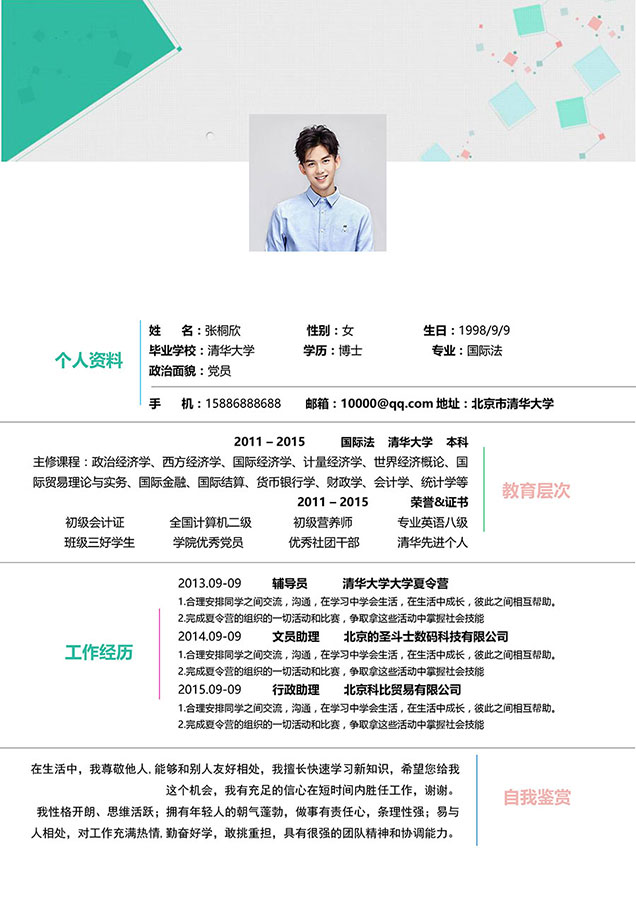 个人资料
姓 名：张桐欣 性别：女 生日：1998/9/9
毕业学校：清华大学 学历：博士 专业：国际法
政治面貌：党员
手 机：15886888688 邮箱：10000@qq.com 地址：北京市清华大学
2011 – 2015 国际法 清华大学 本科
主修课程：政治经济学、西方经济学、国际经济学、计量经济学、世界经济概论、国
际贸易理论与实务、国际金融、国际结算、货币银行学、财政学、会计学、统计学等
教育层次
2011 – 2015 荣誉&证书
初级会计证 全国计算机二级 初级营养师 专业英语八级
班级三好学生 学院优秀党员 优秀社团干部 清华先进个人
2013.09-09 辅导员 清华大学大学夏令营
1.合理安排同学之间交流，沟通，在学习中学会生活，在生活中成长，彼此之间相互帮助。
2.完成夏令营的组织的一切活动和比赛，争取拿这些活动中掌握社会技能
2014.09-09 文员助理 北京的圣斗士数码科技有限公司
工作经历
1.合理安排同学之间交流，沟通，在学习中学会生活，在生活中成长，彼此之间相互帮助。
2.完成夏令营的组织的一切活动和比赛，争取拿这些活动中掌握社会技能
2015.09-09 行政助理 北京科比贸易有限公司
1.合理安排同学之间交流，沟通，在学习中学会生活，在生活中成长，彼此之间相互帮助。
2.完成夏令营的组织的一切活动和比赛，争取拿这些活动中掌握社会技能
在生活中，我尊敬他人,能够和别人友好相处，我擅长快速学习新知识，希望您给我
这个机会，我有充足的信心在短时间内胜任工作，谢谢。
我性格开朗、思维活跃；拥有年轻人的朝气蓬勃，做事有责任心，条理性强；易与
人相处，对工作充满热情,勤奋好学，敢挑重担，具有很强的团队精神和协调能力。
自我鉴赏